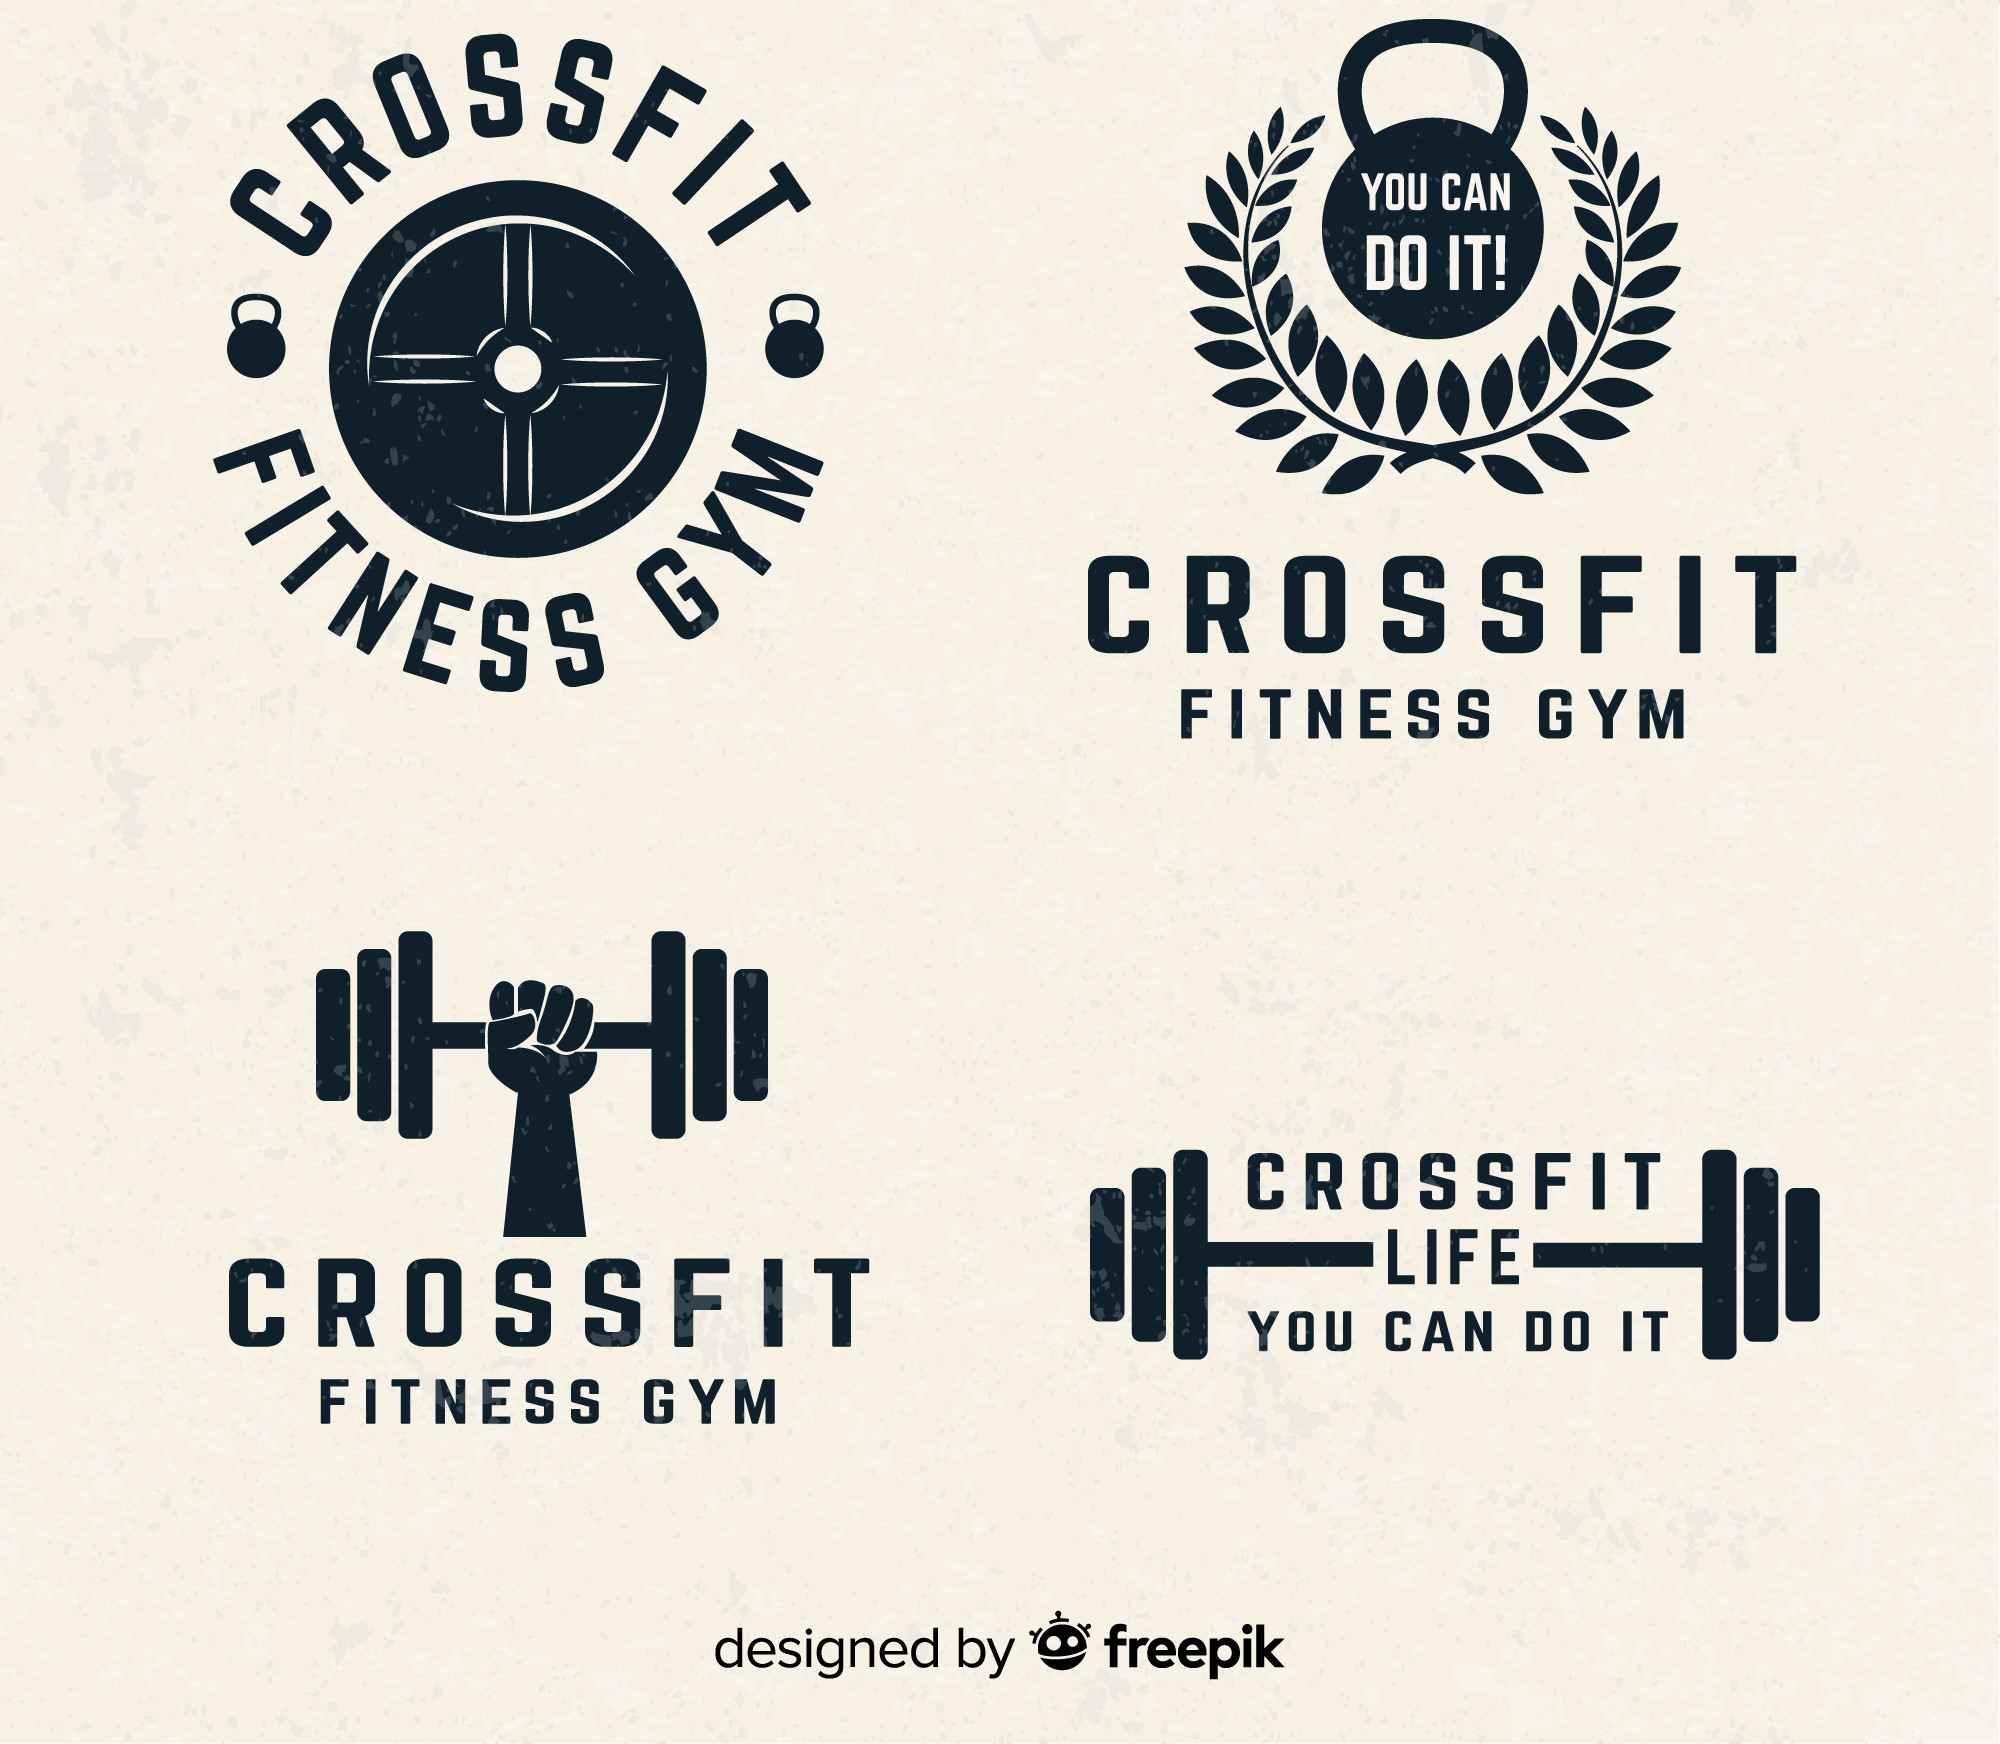 CROSSFIT
FITNESS GYM
YOU CAN
DO IT!
CROSSFIT
FITNESS GYM
CROSSFIT
FITNESS GYM
CROSSFIT
LIFE
YOU CAN DO IT
designed by freepik